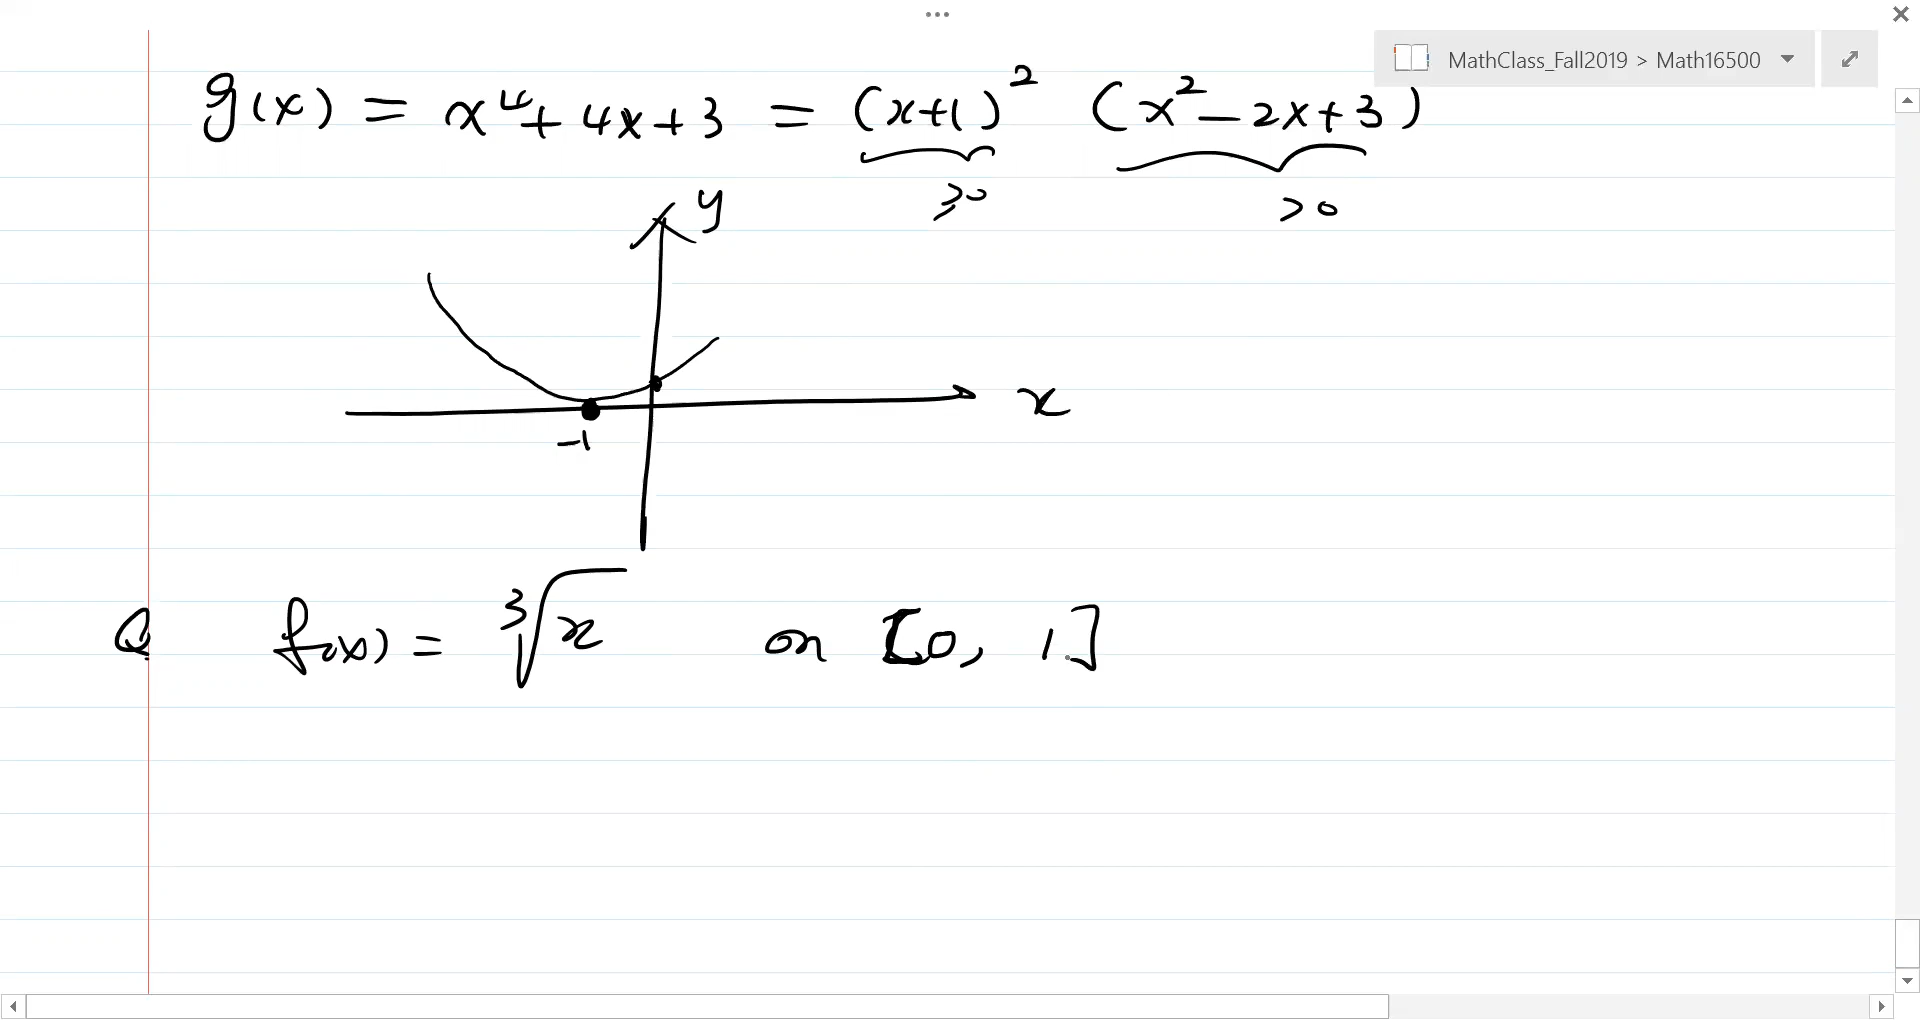 MathClass_Fall2019 > Math16500
g(x) = x⁴ + 4x + 3 = (x+1)² (x² − 2x + 3)
≥0 >0
y
x
−1
Q f(x) = ∛x on [0, 1]